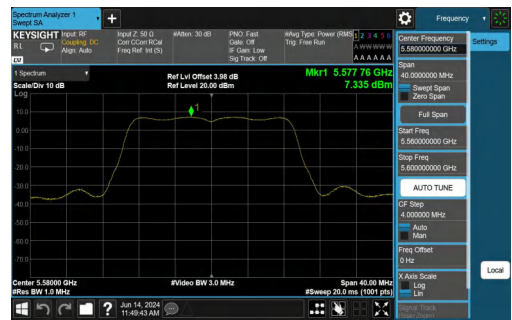 Spectrum Analyzer 1
Swept SA
+
Frequency
KEYSIGHT
Input: RF
Input Z: 50 Ω
#Atten: 30 dB
PNO: Fast
#Avg Type: Power (RMS
1 2 3 4 5 6
RL
Coupling: DC
Corr CCorr RCal
Gate: Off
Trig: Free Run
A W W W W W
Align: Auto
Freq Ref: Int (S)
IF Gain: Low
A A A A A A
Sig Track: Off
LV
1 Spectrum
Ref Lvl Offset 3.98 dB
Mkr1 5.577 76 GHz
Scale/Div 10 dB
Ref Level 20.00 dBm
7.335 dBm
Log
1
10.0
0.00
-10.0
-20.0
-30.0
-40.0
-50.0
-60.0
-70.0
Center 5.58000 GHz
#Video BW 3.0 MHz
Span 40.00 MHz
#Res BW 1.0 MHz
#Sweep 20.0 ms (1001 pts)
Jun 14, 2024
11:49:43 AM
Center Frequency
5.580000000 GHz
Settings
Span
40.0000000 MHz
Swept Span
Zero Span
Full Span
Start Freq
5.560000000 GHz
Stop Freq
5.600000000 GHz
AUTO TUNE
CF Step
4.000000 MHz
Auto
Man
Freq Offset
0 Hz
X Axis Scale
Log
Lin
Local
Signal Track
(Span Zoom)